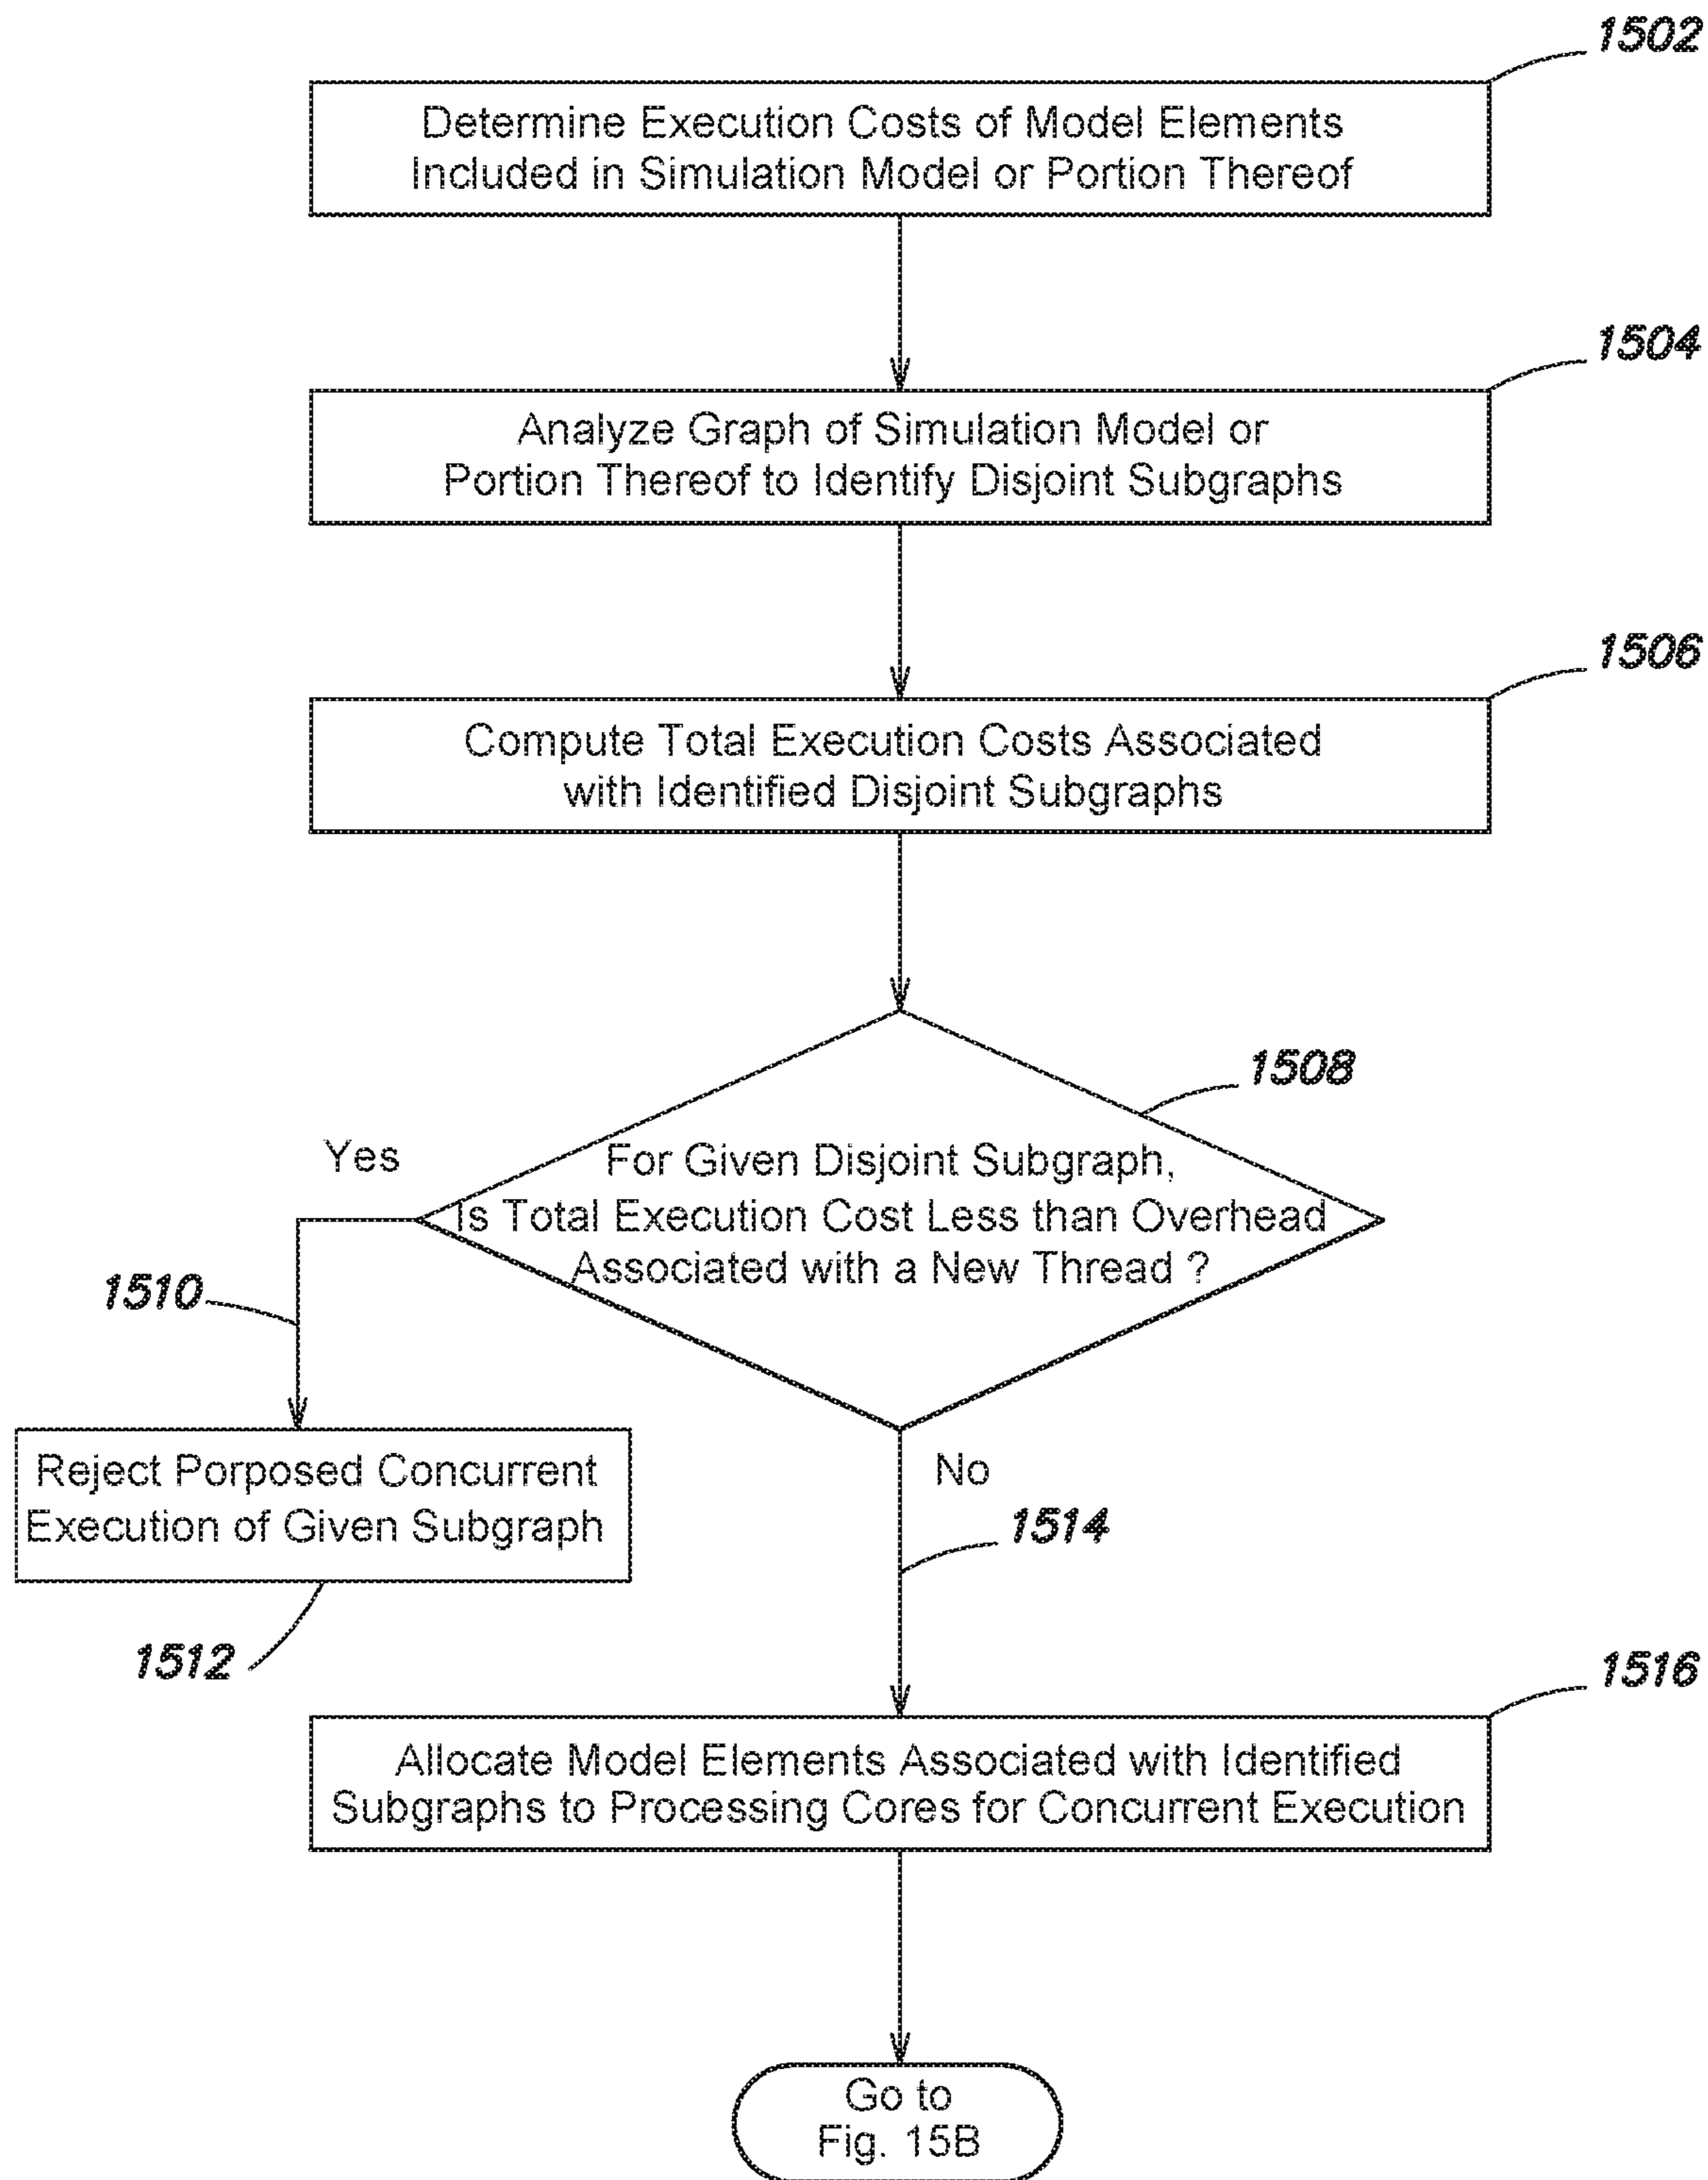 1502
Determine Execution Costs of Model Elements
Included in Simulation Model or Portion Thereof
1504
Analyze Graph of Simulation Model or
Portion Thereof to Identify Disjoint Subgraphs
1506
Compute Total Execution Costs Associated
with Identified Disjoint Subgraphs
1508
Yes
For Given Disjoint Subgraph,
Is Total Execution Cost Less than Overhead
Associated with a New Thread ?
1510
Reject Porposed Concurrent
Execution of Given Subgraph
1512
No
1514
1516
Allocate Model Elements Associated with Identified
Subgraphs to Processing Cores for Concurrent Execution
Go to
Fig. 15B